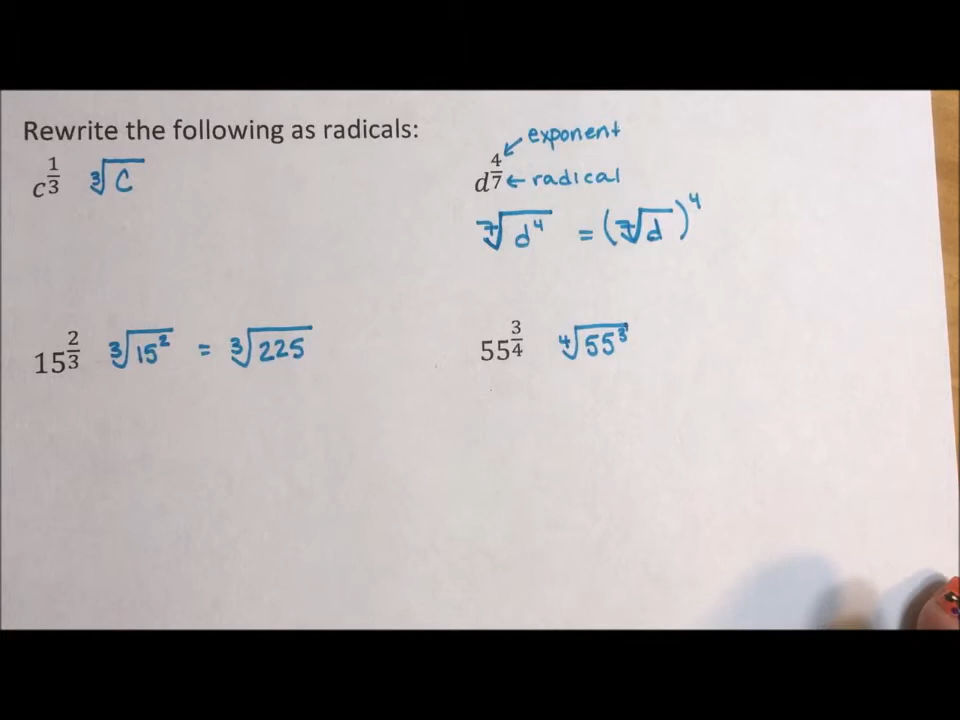 Rewrite the following as radicals:
c^{1/3} ∛C
exponent
d^{4/7} ← radical
⁷√d⁴ = (⁷√d)⁴
15^{2/3} ∛15² = ∛225
55^{3/4} ∜55³